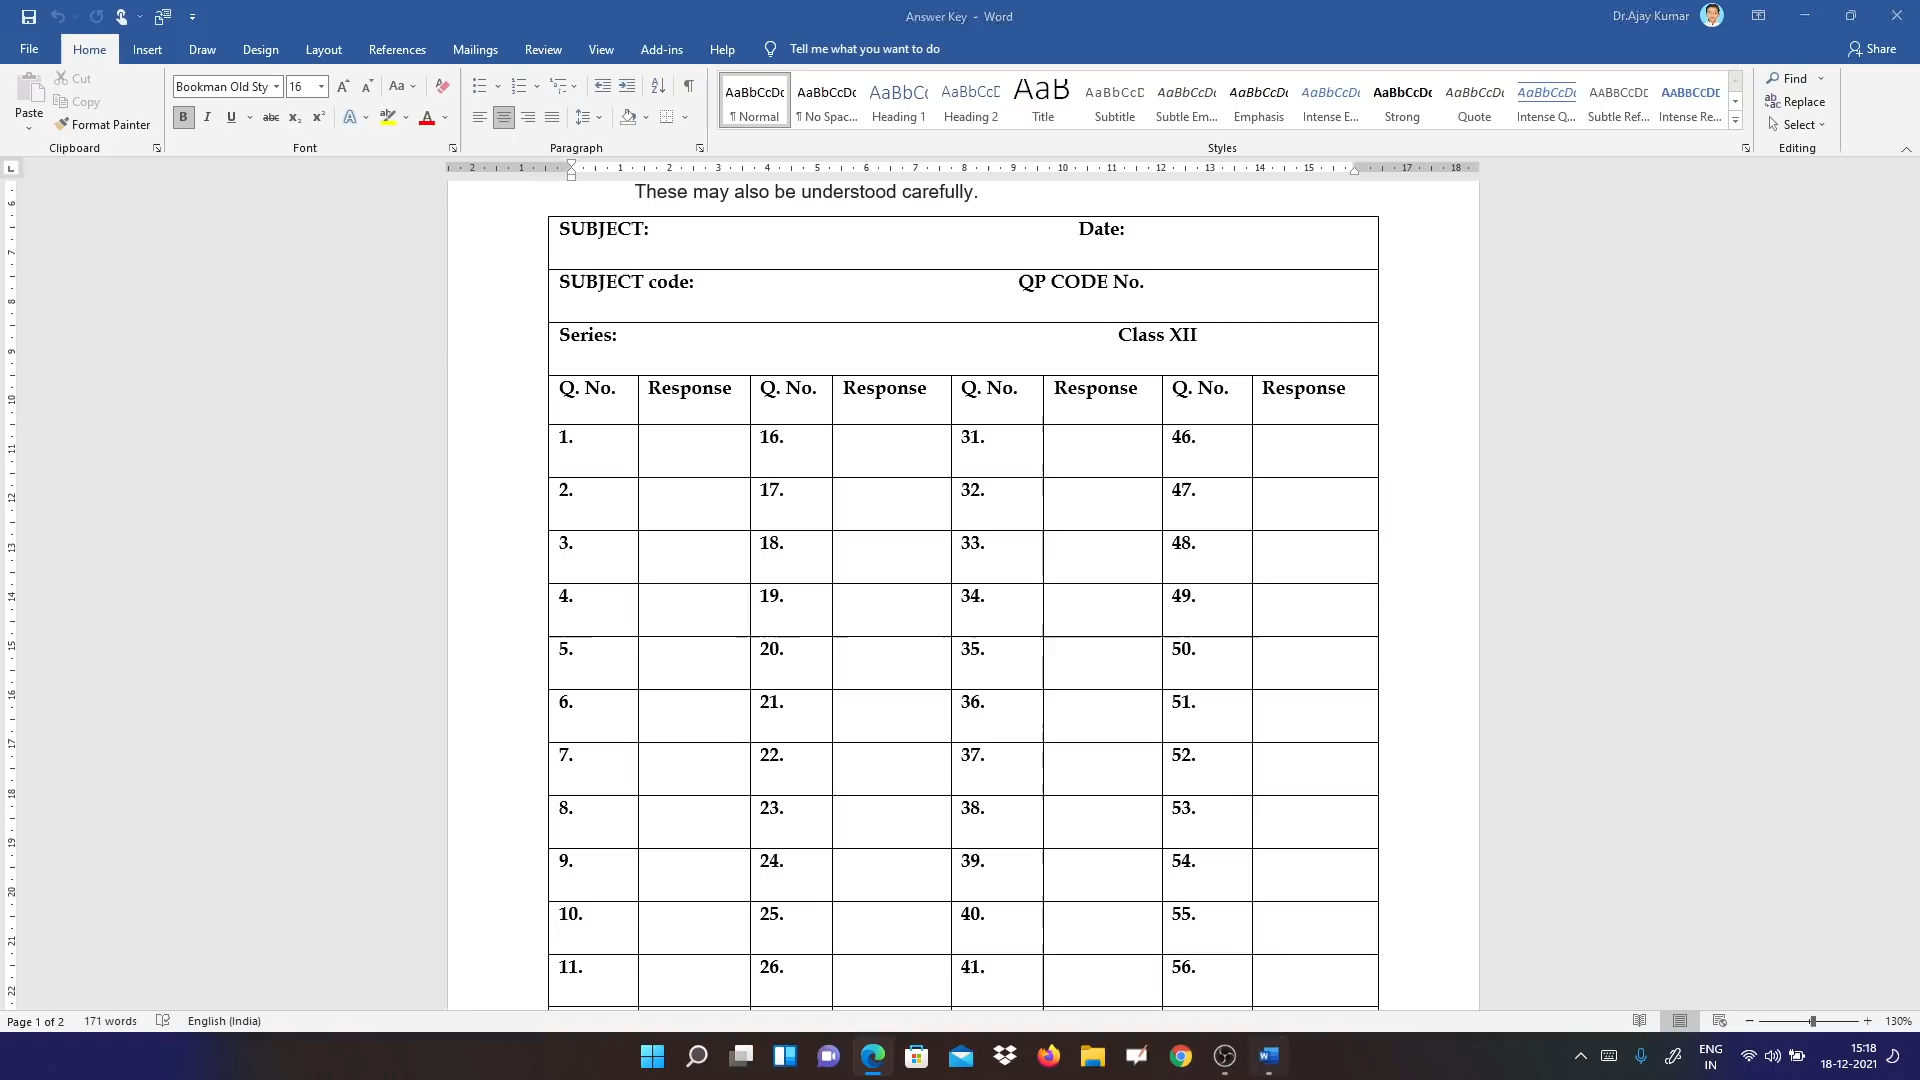 Answer Key - Word
Dr.Ajay Kumar
File Home Insert Draw Design Layout References Mailings Review View Add-ins Help Tell me what you want to do Share
Paste
Cut
Copy
Format Painter
Clipboard
Bookman Old Sty 16
Font
Paragraph
AaBbCcDc ¶ Normal
AaBbCcDc ¶ No Spac...
AaBbC Heading 1
AaBbCcD Heading 2
AaB Title
AaBbCcD Subtitle
AaBbCcDc Subtle Em...
AaBbCcDc Emphasis
AaBbCcDc Intense E...
AaBbCcDc Strong
AaBbCcDc Quote
AaBbCcDc Intense Q...
AABBCCDE Subtle Ref...
AABBCCDE Intense Re...
Styles
Find
Replace
Select
Editing
These may also be understood carefully.
SUBJECT: Date:
SUBJECT code: QP CODE No.
Series: Class XII
Q. No. Response Q. No. Response Q. No. Response Q. No. Response
1. 16. 31. 46.
2. 17. 32. 47.
3. 18. 33. 48.
4. 19. 34. 49.
5. 20. 35. 50.
6. 21. 36. 51.
7. 22. 37. 52.
8. 23. 38. 53.
9. 24. 39. 54.
10. 25. 40. 55.
11. 26. 41. 56.
Page 1 of 2 171 words English (India) 130%
ENG
IN
15:18
18-12-2021